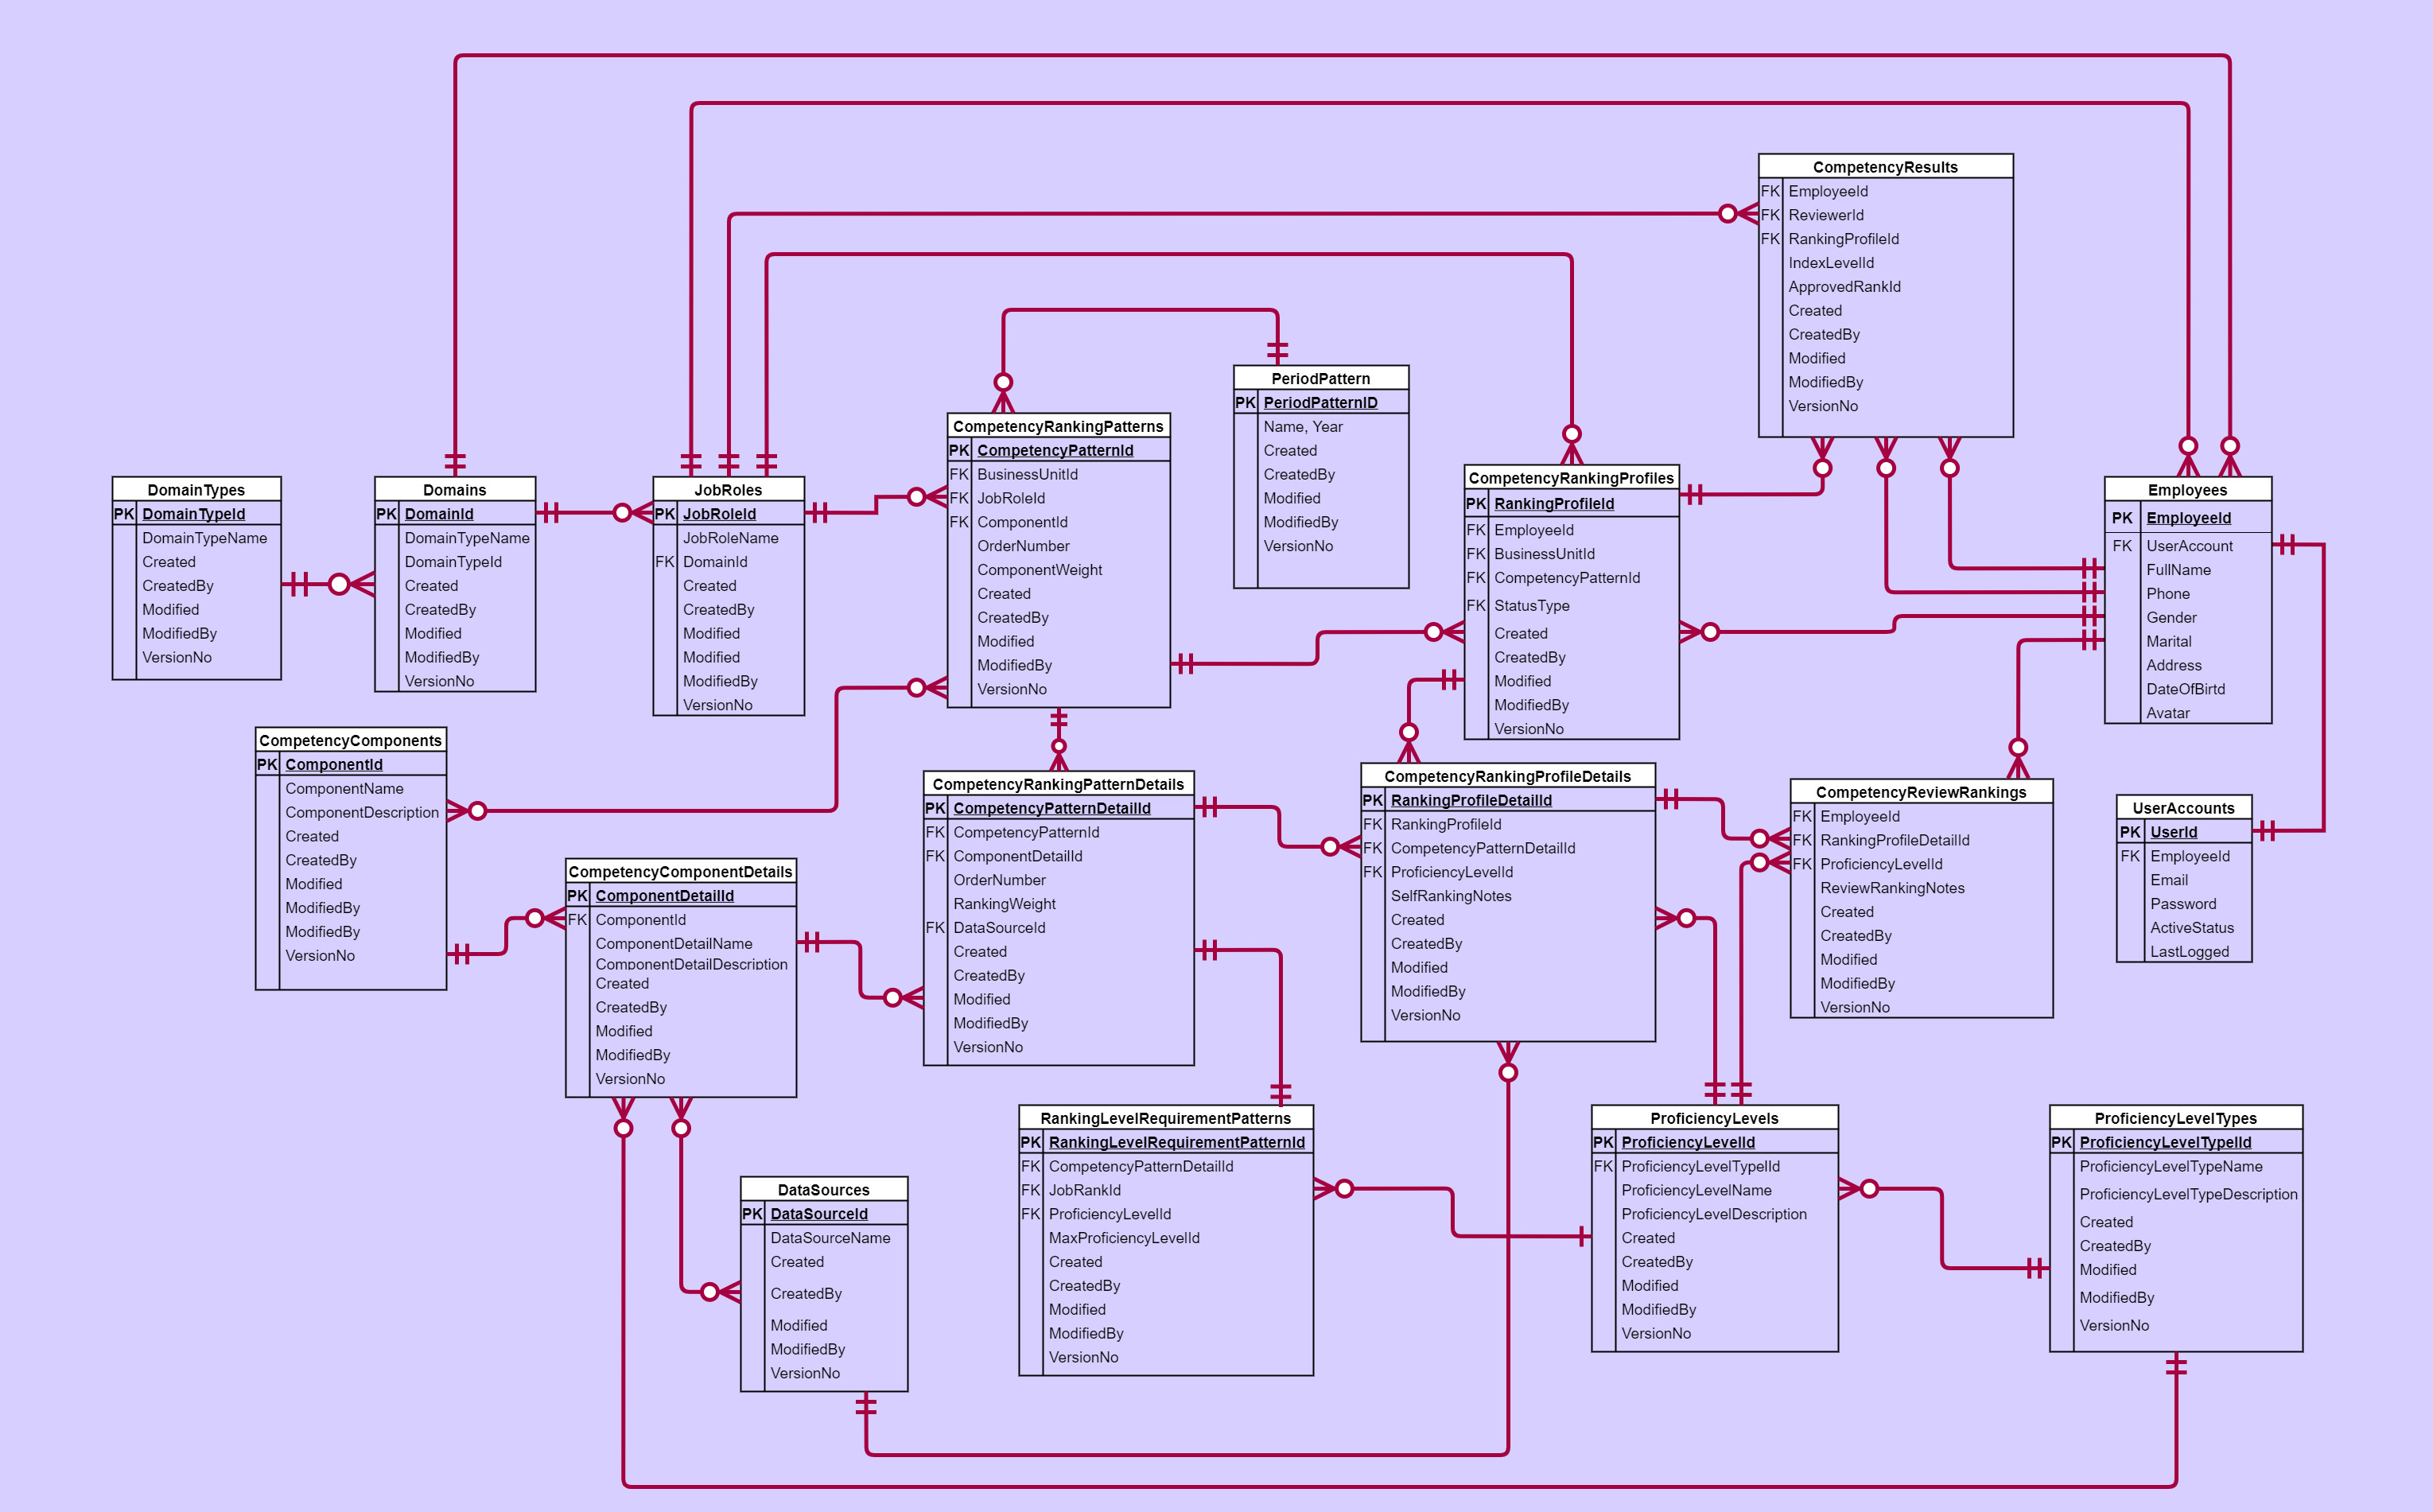 CompetencyResults
FK EmployeeId
FK ReviewerId
FK RankingProfileId
IndexLevelId
ApprovedRankId
Created
CreatedBy
Modified
ModifiedBy
VersionNo
PeriodPattern
PK PeriodPatternID
Name, Year
Created
CreatedBy
Modified
ModifiedBy
VersionNo
CompetencyRankingPatterns
PK CompetencyPatternId
FK BusinessUnitId
FK JobRoleId
FK ComponentId
OrderNumber
ComponentWeight
Created
CreatedBy
Modified
ModifiedBy
VersionNo
CompetencyRankingProfiles
PK RankingProfileId
FK EmployeeId
FK BusinessUnitId
FK CompetencyPatternId
FK StatusType
Created
CreatedBy
Modified
ModifiedBy
VersionNo
DomainTypes
PK DomainTypeId
DomainTypeName
Created
CreatedBy
Modified
ModifiedBy
VersionNo
Domains
PK DomainId
DomainTypeName
DomainTypeId
Created
CreatedBy
Modified
ModifiedBy
VersionNo
JobRoles
PK JobRoleId
JobRoleName
FK DomainId
Created
CreatedBy
Modified
Modified
ModifiedBy
VersionNo
Employees
PK EmployeeId
FK UserAccount
FullName
Phone
Gender
Marital
Address
DateOfBirtd
Avatar
CompetencyComponents
PK ComponentId
ComponentName
ComponentDescription
Created
CreatedBy
Modified
ModifiedBy
ModifiedBy
VersionNo
CompetencyRankingPatternDetails
PK CompetencyPatternDetailId
FK CompetencyPatternId
FK ComponentDetailId
OrderNumber
RankingWeight
FK DataSourceId
Created
CreatedBy
Modified
ModifiedBy
VersionNo
CompetencyRankingProfileDetails
PK RankingProfileDetailId
FK RankingProfileId
FK CompetencyPatternDetailId
FK ProficiencyLevelId
SelfRankingNotes
Created
CreatedBy
Modified
ModifiedBy
VersionNo
CompetencyReviewRankings
FK EmployeeId
FK RankingProfileDetailId
FK ProficiencyLevelId
ReviewRankingNotes
Created
CreatedBy
Modified
ModifiedBy
VersionNo
UserAccounts
PK UserId
FK EmployeeId
Email
Password
ActiveStatus
LastLogged
CompetencyComponentDetails
PK ComponentDetailId
FK ComponentId
ComponentDetailName
ComponentDetailDescription
Created
CreatedBy
Modified
ModifiedBy
VersionNo
RankingLevelRequirementPatterns
PK RankingLevelRequirementPatternId
FK CompetencyPatternDetailId
FK JobRankId
FK ProficiencyLevelId
MaxProficiencyLevelId
Created
CreatedBy
Modified
ModifiedBy
VersionNo
ProficiencyLevels
PK ProficiencyLevelId
FK ProficiencyLevelTypeId
ProficiencyLevelName
ProficiencyLevelDescription
Created
CreatedBy
Modified
ModifiedBy
VersionNo
ProficiencyLevelTypes
PK ProficiencyLevelTypeId
ProficiencyLevelTypeName
ProficiencyLevelTypeDescription
Created
CreatedBy
Modified
ModifiedBy
VersionNo
DataSources
PK DataSourceId
DataSourceName
Created
CreatedBy
Modified
ModifiedBy
VersionNo